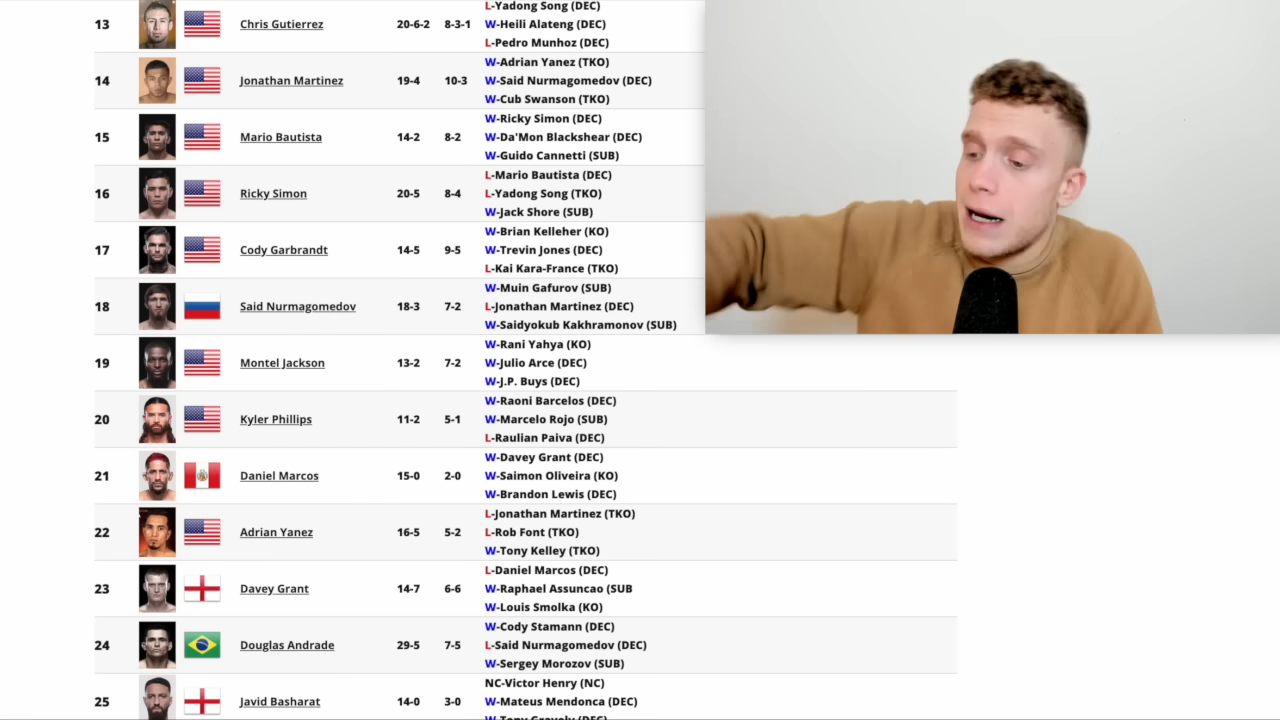 L-Yadong Song (DEC)
13 Chris Gutierrez 20-6-2 8-3-1 W-Heili Alateng (DEC)
L-Pedro Munhoz (DEC)
W-Adrian Yanez (TKO)
14 Jonathan Martinez 19-4 10-3 W-Said Nurmagomedov (DEC)
W-Cub Swanson (TKO)
W-Ricky Simon (DEC)
15 Mario Bautista 14-2 8-2 W-Da'Mon Blackshear (DEC)
W-Guido Cannetti (SUB)
L-Mario Bautista (DEC)
16 Ricky Simon 20-5 8-4 L-Yadong Song (TKO)
W-Jack Shore (SUB)
W-Brian Kelleher (KO)
17 Cody Garbrandt 14-5 9-5 W-Trevin Jones (DEC)
L-Kai Kara-France (TKO)
W-Muin Gafurov (SUB)
18 Said Nurmagomedov 18-3 7-2 L-Jonathan Martinez (DEC)
W-Saidyokub Kakhramonov (SUB)
W-Rani Yahya (KO)
19 Montel Jackson 13-2 7-2 W-Julio Arce (DEC)
W-J.P. Buys (DEC)
W-Raoni Barcelos (DEC)
20 Kyler Phillips 11-2 5-1 W-Marcelo Rojo (SUB)
L-Raulian Paiva (DEC)
W-Davey Grant (DEC)
21 Daniel Marcos 15-0 2-0 W-Saimon Oliveira (KO)
W-Brandon Lewis (DEC)
L-Jonathan Martinez (TKO)
22 Adrian Yanez 16-5 5-2 L-Rob Font (TKO)
W-Tony Kelley (TKO)
L-Daniel Marcos (DEC)
23 Davey Grant 14-7 6-6 W-Raphael Assuncao (SUB
W-Louis Smolka (KO)
W-Cody Stamann (DEC)
24 Douglas Andrade 29-5 7-5 L-Said Nurmagomedov (DEC)
W-Sergey Morozov (SUB)
NC-Victor Henry (NC)
25 Javid Basharat 14-0 3-0 W-Mateus Mendonca (DEC)
W-Tony Gravely (DEC)